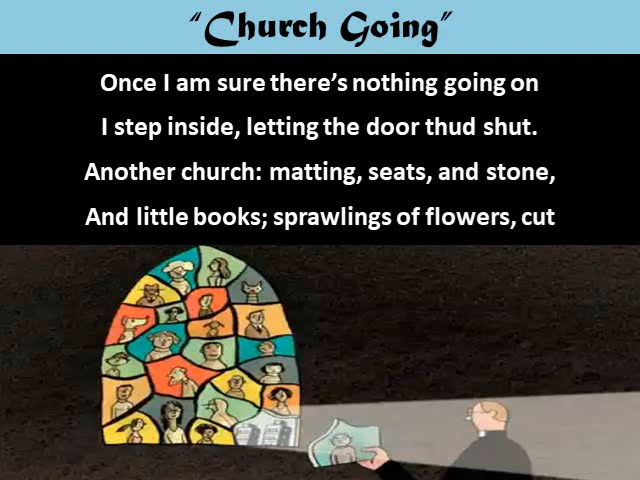 “Church Going”
Once I am sure there’s nothing going on
I step inside, letting the door thud shut.
Another church: matting, seats, and stone,
And little books; sprawlings of flowers, cut